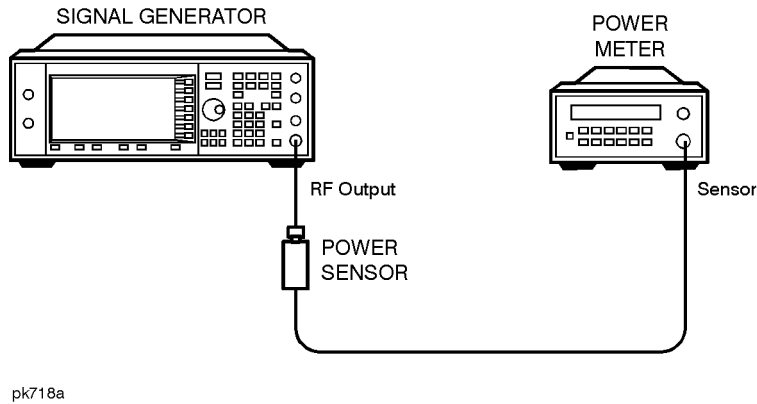 SIGNAL GENERATOR
POWER
METER
RF Output
Sensor
POWER
SENSOR
pk718a